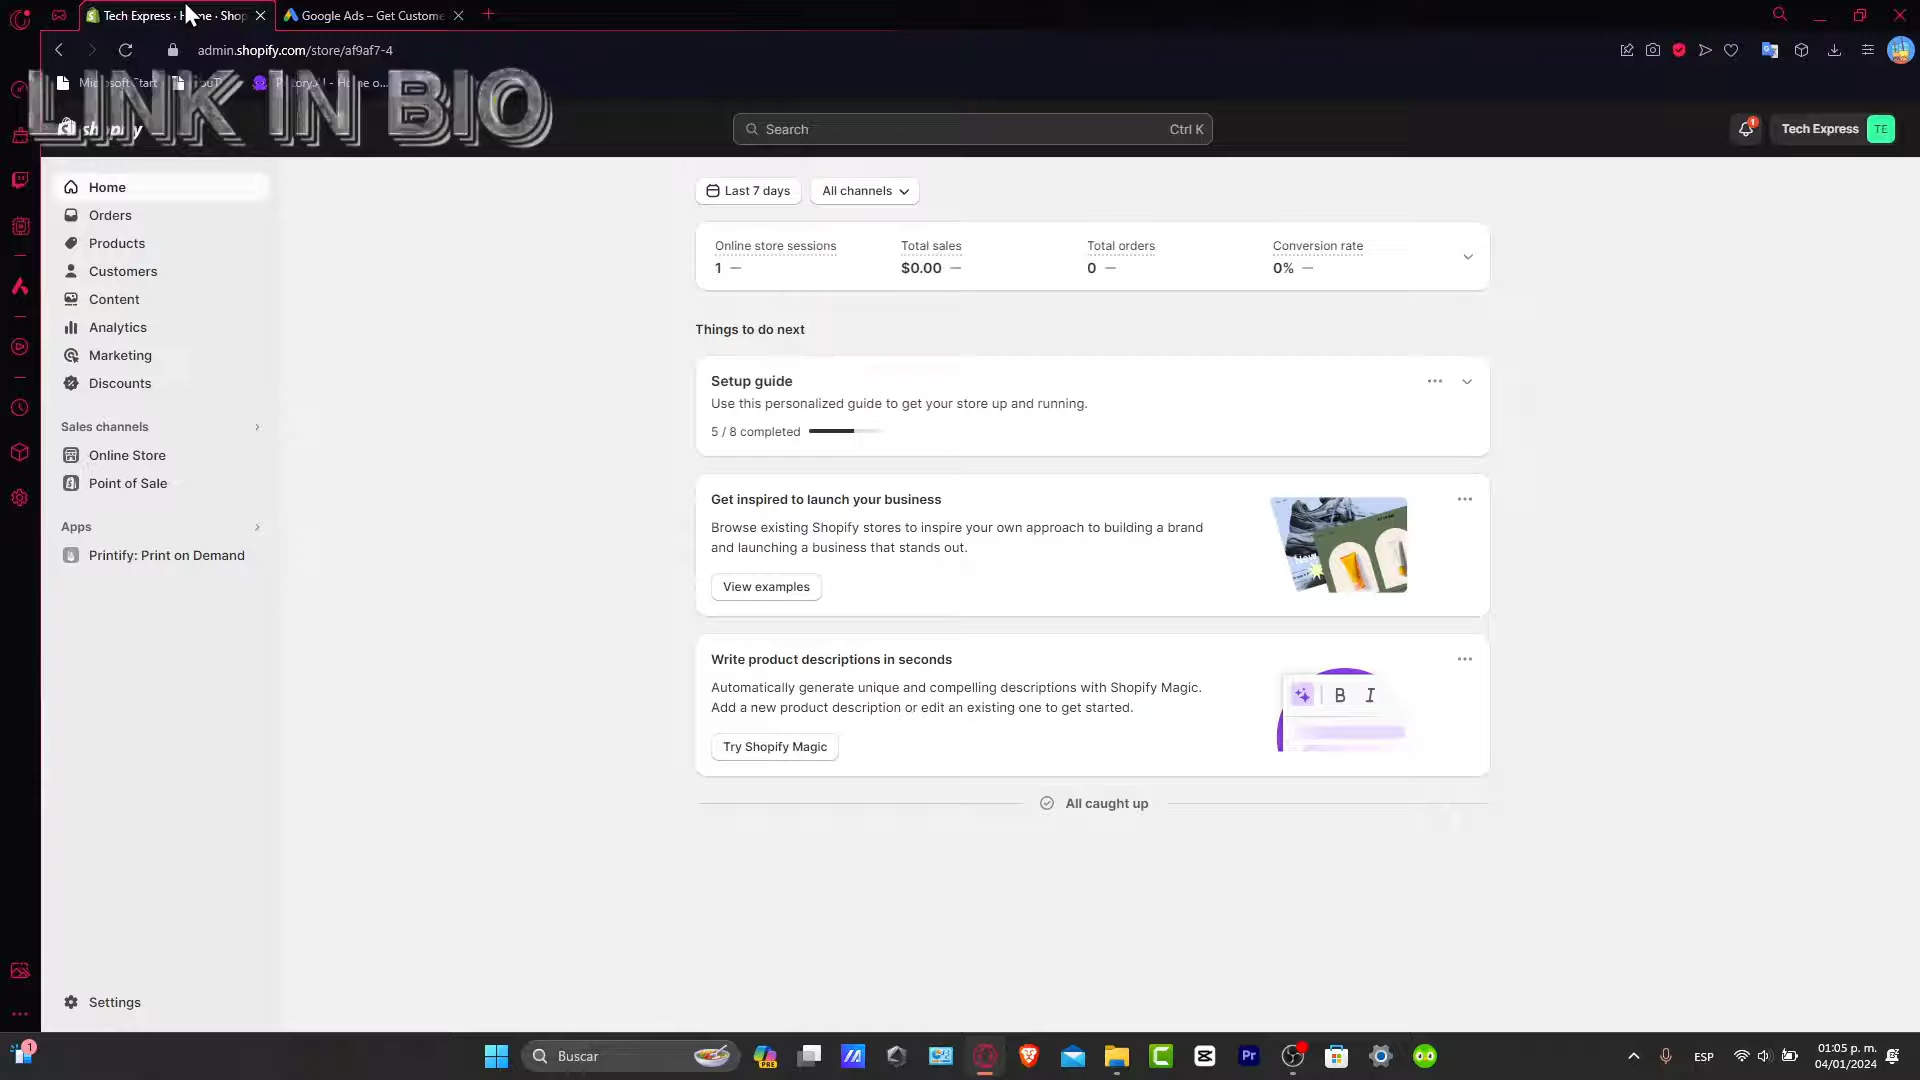 Tech Express · H me · Shop
Google Ads – Get Custome
admin.shopify.com/store/af9af7-4
LINK IN BIO
shopify
Search
Ctrl K
1
Tech Express
TE
Home
Orders
Products
Customers
Content
Analytics
Marketing
Discounts
Sales channels
Online Store
Point of Sale
Apps
Printify: Print on Demand
Settings
Last 7 days
All channels
Online store sessions
1 —
Total sales
$0.00 —
Total orders
0 —
Conversion rate
0% —
Things to do next
Setup guide
Use this personalized guide to get your store up and running.
5 / 8 completed
Get inspired to launch your business
Browse existing Shopify stores to inspire your own approach to building a brand
and launching a business that stands out.
View examples
Write product descriptions in seconds
Automatically generate unique and compelling descriptions with Shopify Magic.
Add a new product description or edit an existing one to get started.
Try Shopify Magic
B I
All caught up
1
Buscar
PRE
Pr
ESP
01:05 p. m.
04/01/2024